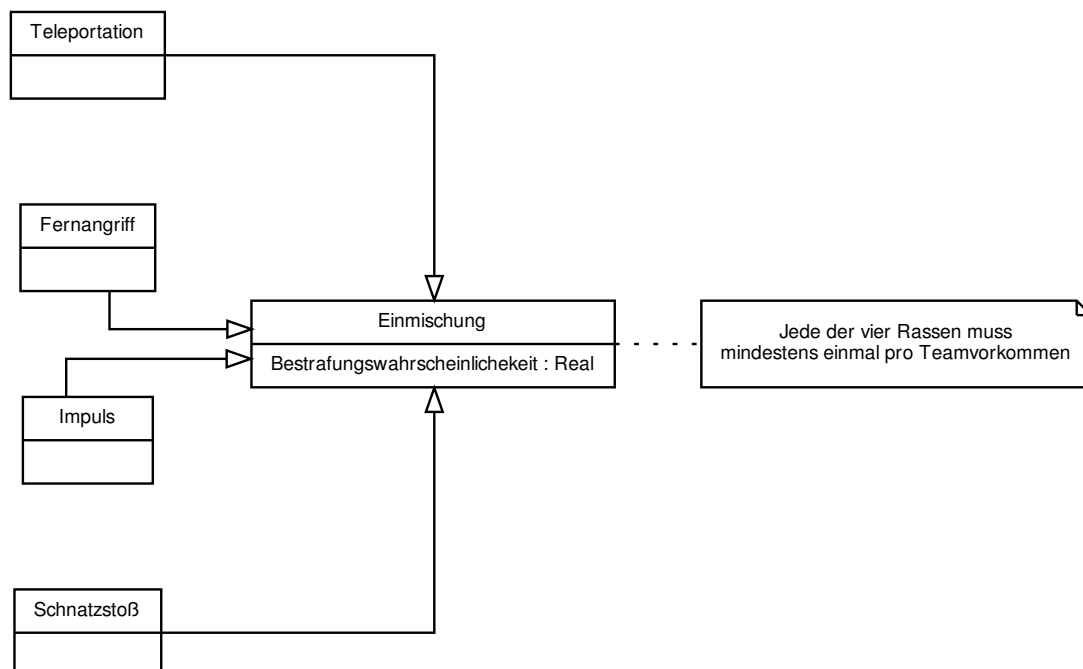 Teleportation
Fernangriff
Einmischung
Bestrafungswahrscheinlichekeit : Real
Jede der vier Rassen muss
mindestens einmal pro Teamvorkommen
Impuls
Schnatzstoß